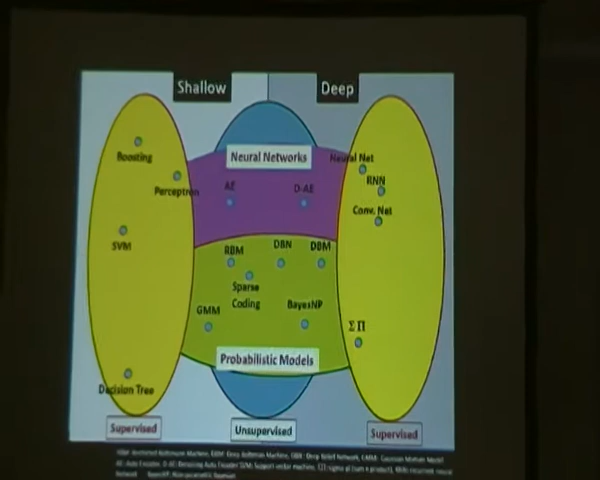 Shallow
Deep
Boosting
Perceptron
SVM
Decision Tree
Neural Networks
AE
D-AE
Neural Net
RNN
Conv. Net
RBM
DBN
DBM
Sparse
Coding
GMM
BayesNP
ΣΠ
Probabilistic Models
Supervised
Unsupervised
Supervised